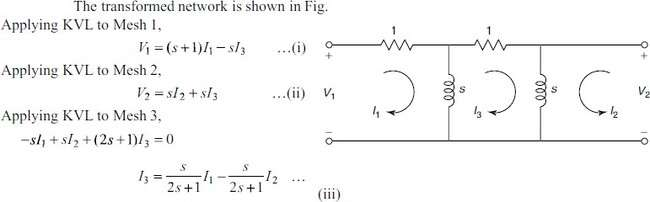 The transformed network is shown in Fig.
Applying KVL to Mesh 1,
V₁ = (s+1)I₁ − sI₃ ...(i)
Applying KVL to Mesh 2,
V₂ = sI₂ + sI₃ ...(ii)
Applying KVL to Mesh 3,
−sI₁ + sI₂ + (2s+1)I₃ = 0
I₃ = s/(2s+1) I₁ − s/(2s+1) I₂ ...
(iii)
1 1
+ +
V₁ I₁ s I₃ s I₂ V₂
− −